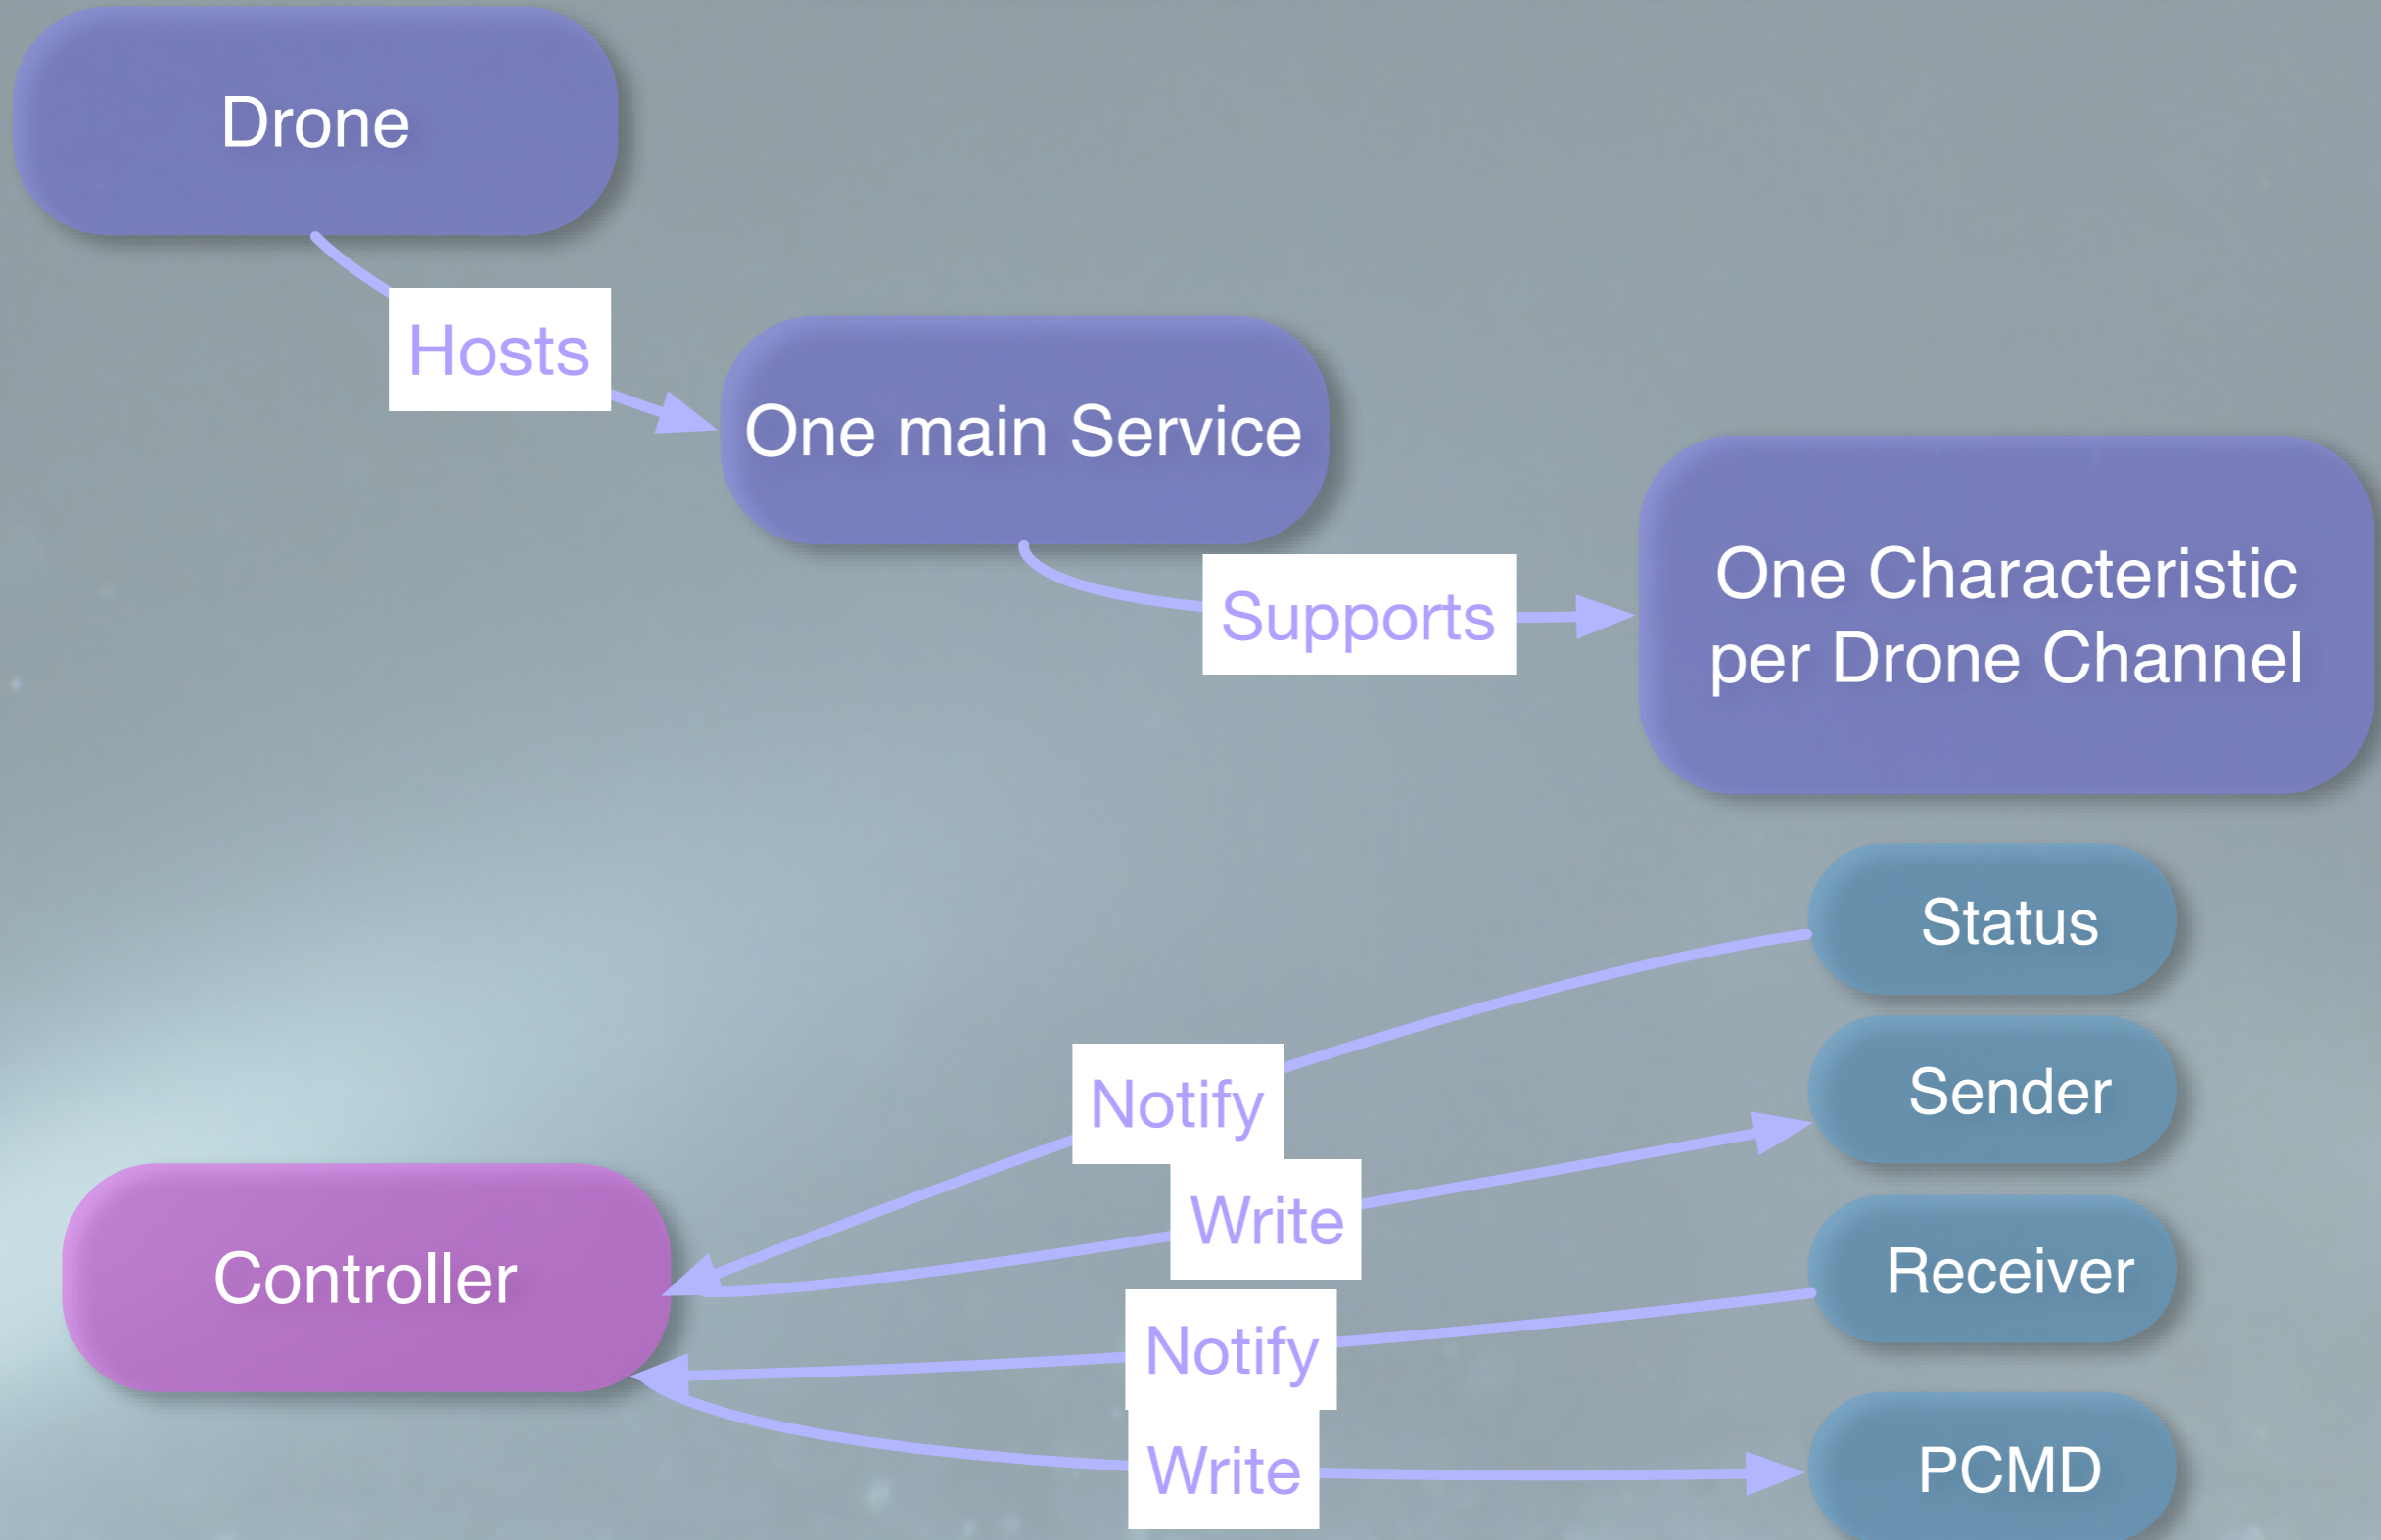 Drone
Hosts
One main Service
Supports
One Characteristic
per Drone Channel
Status
Sender
Notify
Write
Controller
Receiver
Notify
Write
PCMD